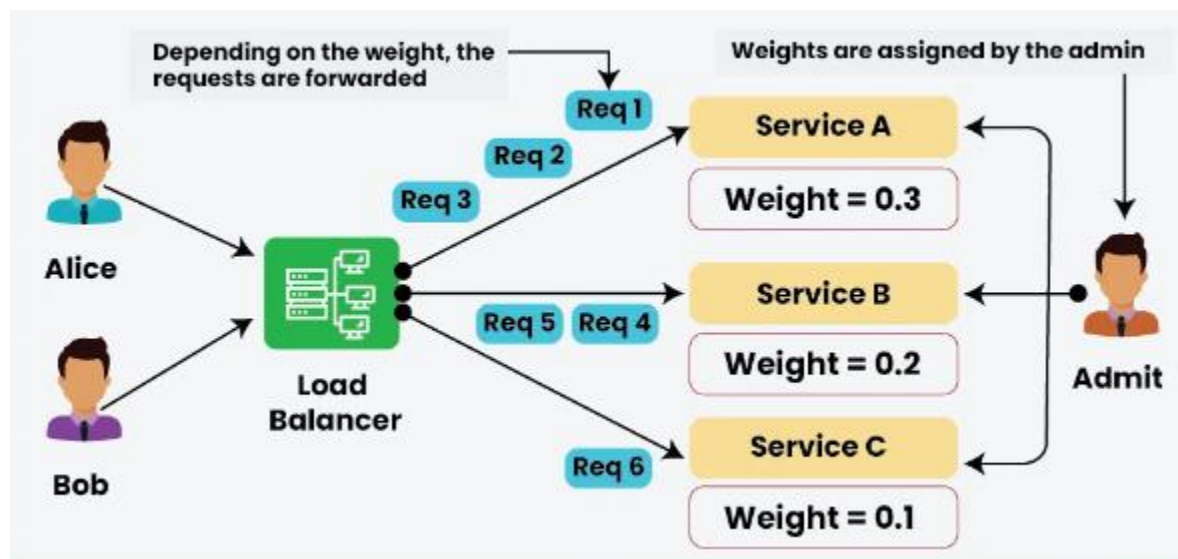 Depending on the weight, the
requests are forwarded
Weights are assigned by the admin
Req 1
Req 2
Req 3
Service A
Weight = 0.3
Alice
Service B
Req 5
Req 4
Weight = 0.2
Admit
Load
Balancer
Service C
Req 6
Bob
Weight = 0.1